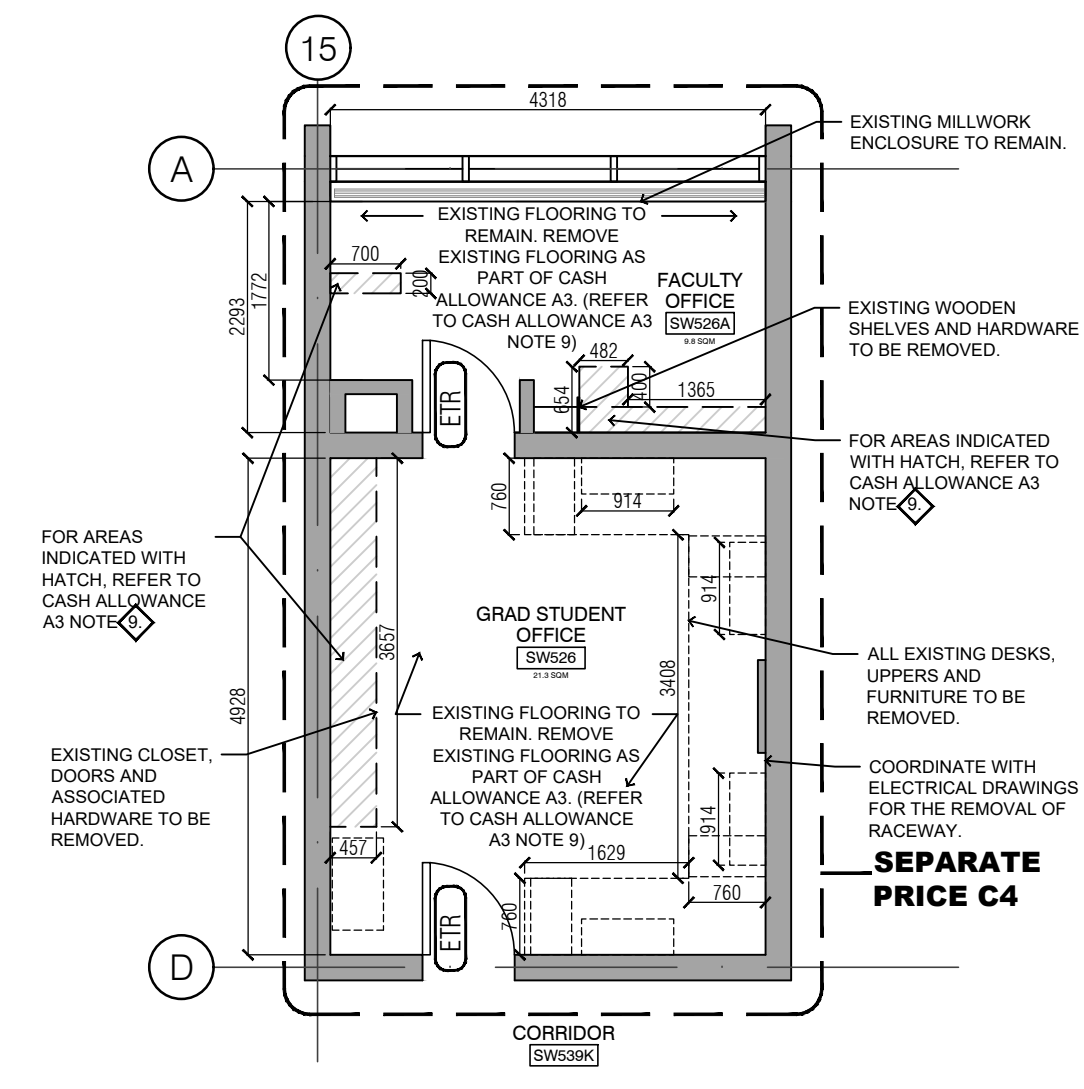 15
4318
EXISTING MILLWORK
ENCLOSURE TO REMAIN.
A
EXISTING FLOORING TO
REMAIN. REMOVE
EXISTING FLOORING AS
PART OF CASH
ALLOWANCE A3. (REFER
TO CASH ALLOWANCE A3
NOTE 9)
700
200
2293
1772
FACULTY
OFFICE
SW526A
9.8 SQM
EXISTING WOODEN
SHELVES AND HARDWARE
TO BE REMOVED.
482
400
654
1365
ETR
FOR AREAS INDICATED
WITH HATCH, REFER TO
CASH ALLOWANCE A3
NOTE 9.
760
914
FOR AREAS
INDICATED WITH
HATCH, REFER TO
CASH ALLOWANCE
A3 NOTE 9.
914
GRAD STUDENT
OFFICE
SW526
21.3 SQM
3657
3408
4928
ALL EXISTING DESKS,
UPPERS AND
FURNITURE TO BE
REMOVED.
EXISTING FLOORING TO
REMAIN. REMOVE
EXISTING FLOORING AS
PART OF CASH
ALLOWANCE A3. (REFER
TO CASH ALLOWANCE
A3 NOTE 9)
EXISTING CLOSET,
DOORS AND
ASSOCIATED
HARDWARE TO BE
REMOVED.
COORDINATE WITH
ELECTRICAL DRAWINGS
FOR THE REMOVAL OF
RACEWAY.
914
457
1629
760
760
SEPARATE
PRICE C4
ETR
D
CORRIDOR
SW539K